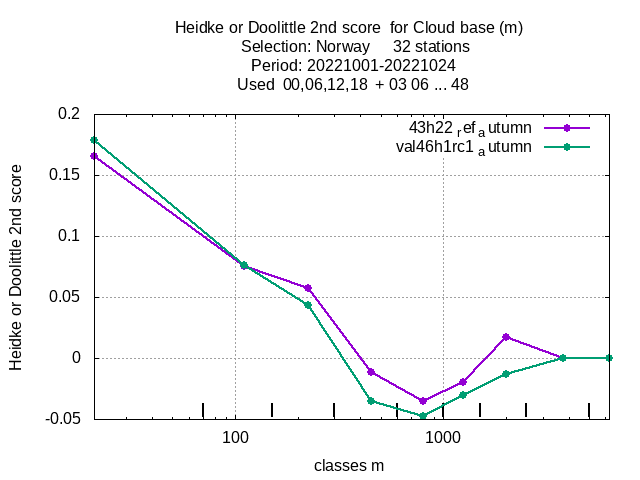 Heidke or Doolittle 2nd score  for Cloud base (m)
Selection: Norway     32 stations
Period: 20221001-20221024
Used  00,06,12,18  + 03 06 ... 48
43h22 ref autumn
val46h1rc1 autumn
Heidke or Doolittle 2nd score
0.2
0.15
0.1
0.05
0
-0.05
100 1000
classes m